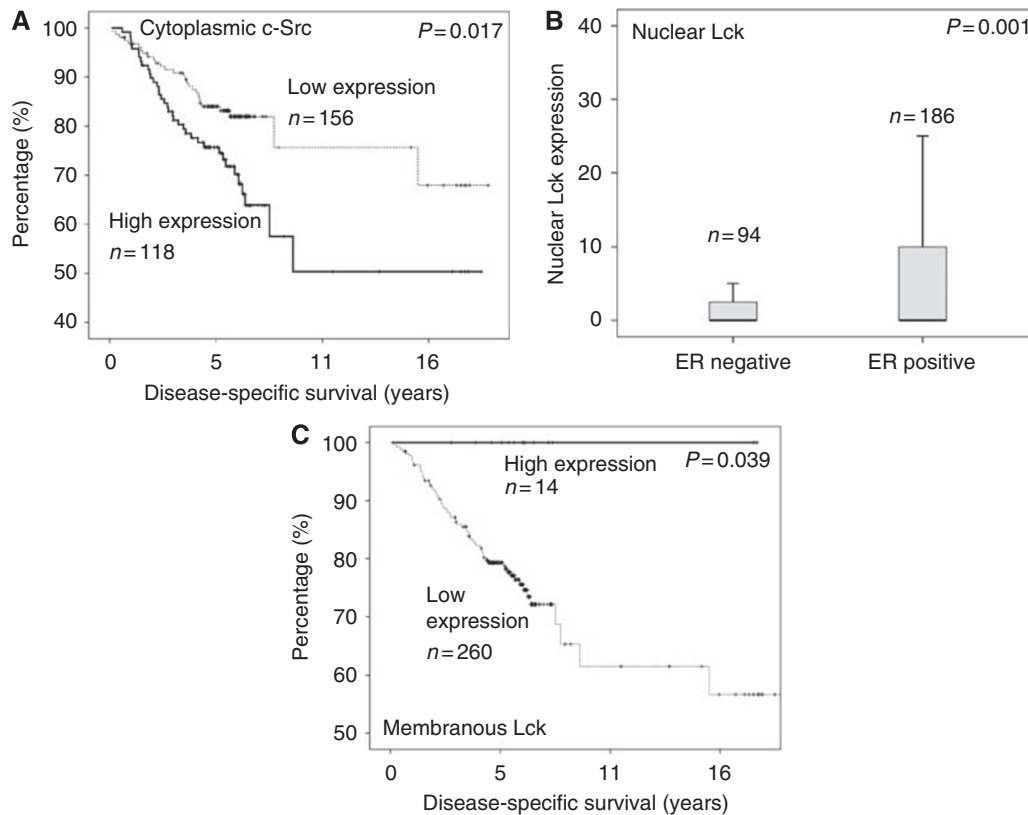 A
Cytoplasmic c-Src
P=0.017
100
90
80
70
60
50
40
Percentage (%)
Low expression
n=156
High expression
n=118
0
5
11
16
Disease-specific survival (years)
B
Nuclear Lck
P=0.001
40
30
20
10
0
Nuclear Lck expression
n=94
n=186
ER negative
ER positive
C
100
90
80
70
60
50
Percentage (%)
High expression
n=14
P=0.039
Low
expression
n=260
Membranous Lck
0
5
11
16
Disease-specific survival (years)